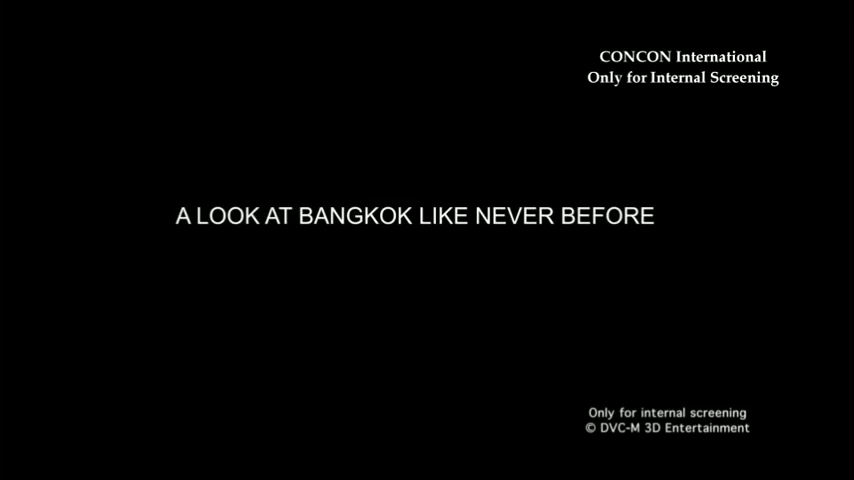 CONCON International
Only for Internal Screening
A LOOK AT BANGKOK LIKE NEVER BEFORE
Only for internal screening
© DVC-M 3D Entertainment